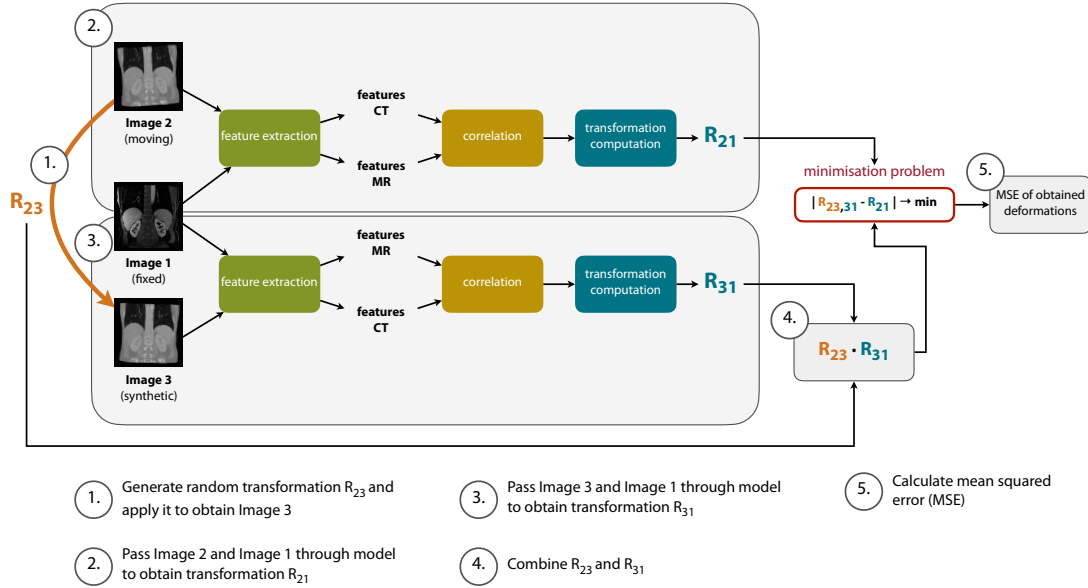 2.
Image 2
(moving)
1.
R23
feature extraction
features
CT
features
MR
correlation
transformation
computation
R21
minimisation problem
| R23,31 - R21 | → min
5.
MSE of obtained
deformations
3.
Image 1
(fixed)
feature extraction
features
MR
features
CT
correlation
transformation
computation
R31
4.
R23 · R31
Image 3
(synthetic)
1.
Generate random transformation R23 and
apply it to obtain Image 3
2.
Pass Image 2 and Image 1 through model
to obtain transformation R21
3.
Pass Image 3 and Image 1 through model
to obtain transformation R31
4.
Combine R23 and R31
5.
Calculate mean squared
error (MSE)